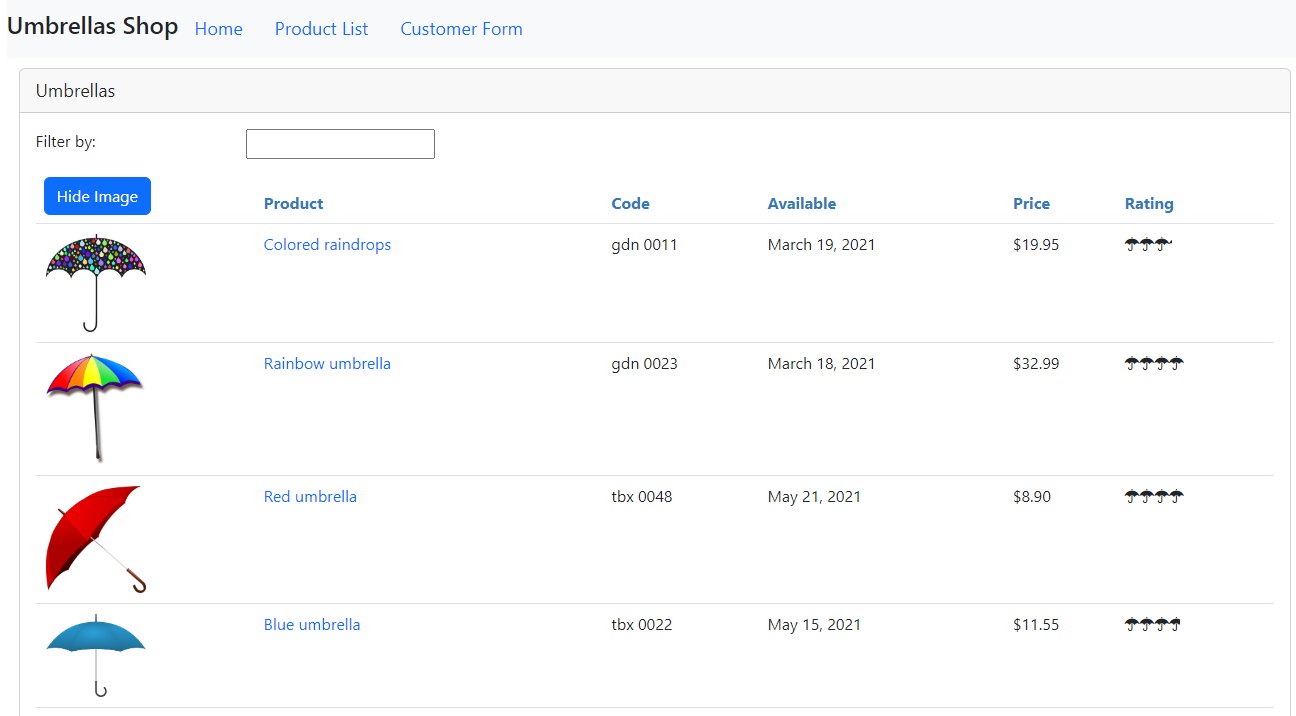 Umbrellas Shop Home Product List Customer Form
Umbrellas
Filter by:
Hide Image Product Code Available Price Rating
Colored raindrops gdn 0011 March 19, 2021 $19.95
Rainbow umbrella gdn 0023 March 18, 2021 $32.99
Red umbrella tbx 0048 May 21, 2021 $8.90
Blue umbrella tbx 0022 May 15, 2021 $11.55